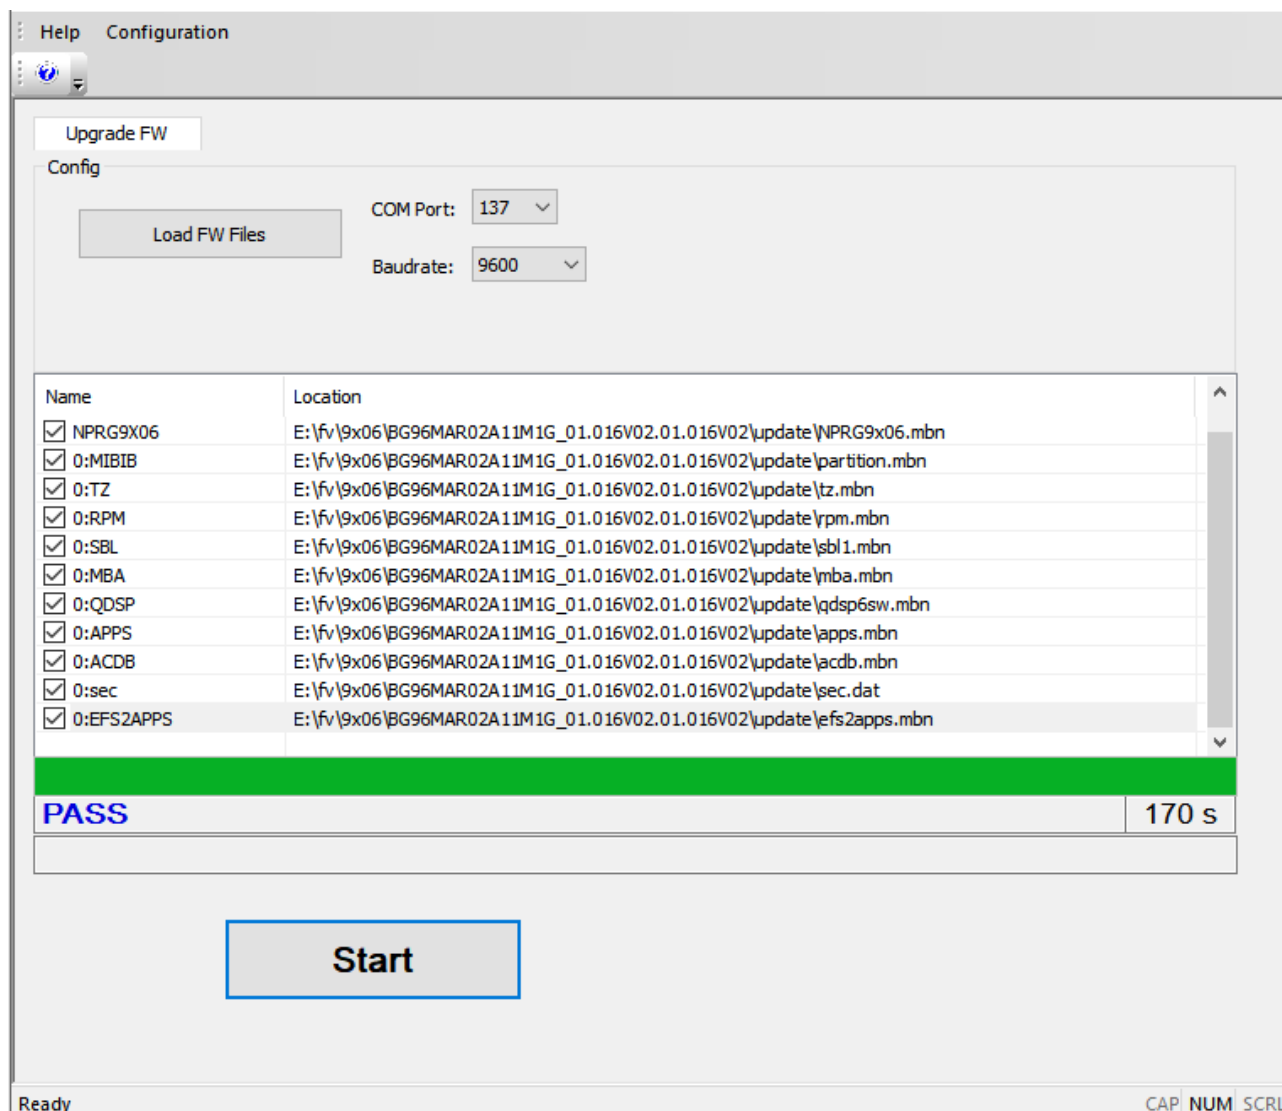 Help Configuration
Upgrade FW
Config
Load FW Files
COM Port: 137
Baudrate: 9600
Name Location
NPRG9X06 E:\fv\9x06\BG96MAR02A11M1G_01.016V02.01.016V02\update\NPRG9x06.mbn
0:MIBIB E:\fv\9x06\BG96MAR02A11M1G_01.016V02.01.016V02\update\partition.mbn
0:TZ E:\fv\9x06\BG96MAR02A11M1G_01.016V02.01.016V02\update\tz.mbn
0:RPM E:\fv\9x06\BG96MAR02A11M1G_01.016V02.01.016V02\update\rpm.mbn
0:SBL E:\fv\9x06\BG96MAR02A11M1G_01.016V02.01.016V02\update\sbl1.mbn
0:MBA E:\fv\9x06\BG96MAR02A11M1G_01.016V02.01.016V02\update\mba.mbn
0:QDSP E:\fv\9x06\BG96MAR02A11M1G_01.016V02.01.016V02\update\qdsp6sw.mbn
0:APPS E:\fv\9x06\BG96MAR02A11M1G_01.016V02.01.016V02\update\apps.mbn
0:ACDB E:\fv\9x06\BG96MAR02A11M1G_01.016V02.01.016V02\update\acdb.mbn
0:sec E:\fv\9x06\BG96MAR02A11M1G_01.016V02.01.016V02\update\sec.dat
0:EFS2APPS E:\fv\9x06\BG96MAR02A11M1G_01.016V02.01.016V02\update\efs2apps.mbn
PASS 170 s
Start
Ready CAP NUM SCRL